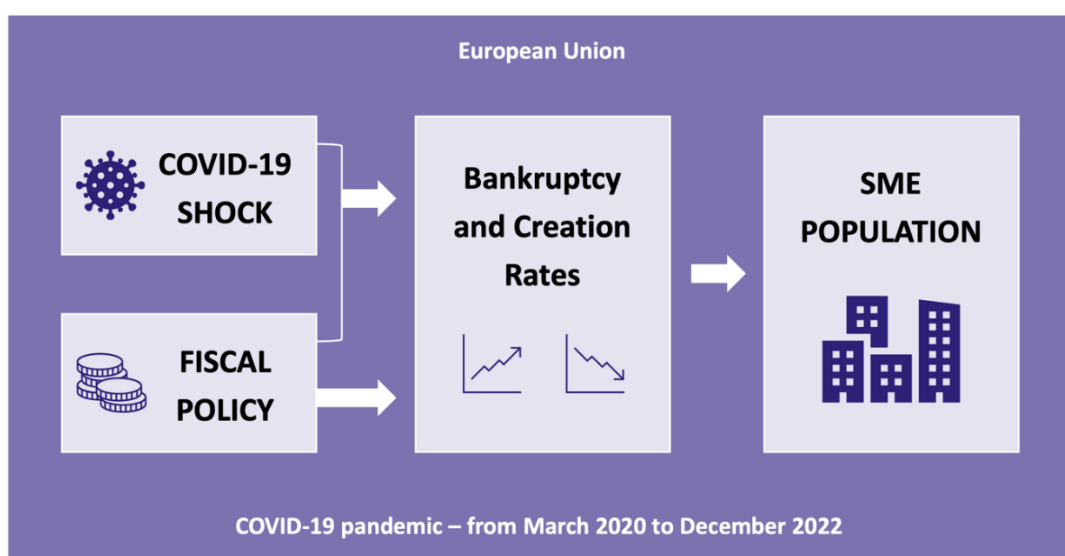 European Union
COVID-19
SHOCK
FISCAL
POLICY
Bankruptcy
and Creation
Rates
SME
POPULATION
COVID-19 pandemic – from March 2020 to December 2022